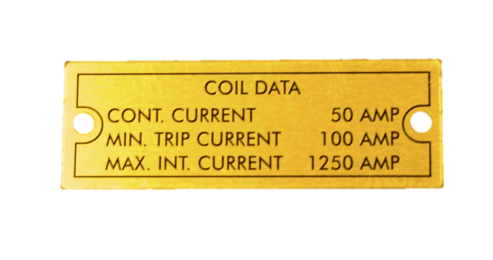 COIL DATA
CONT. CURRENT 50 AMP
MIN. TRIP CURRENT 100 AMP
MAX. INT. CURRENT 1250 AMP